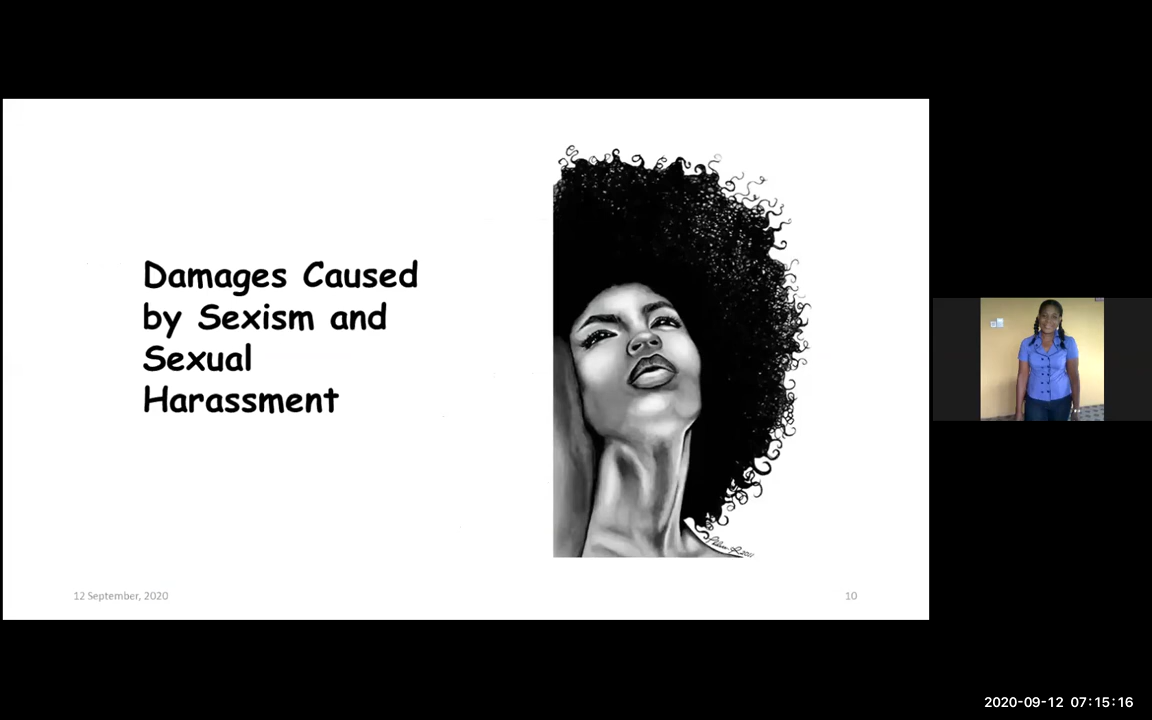 Damages Caused
by Sexism and
Sexual
Harassment
12 September, 2020
10
2020-09-12 07:15:16